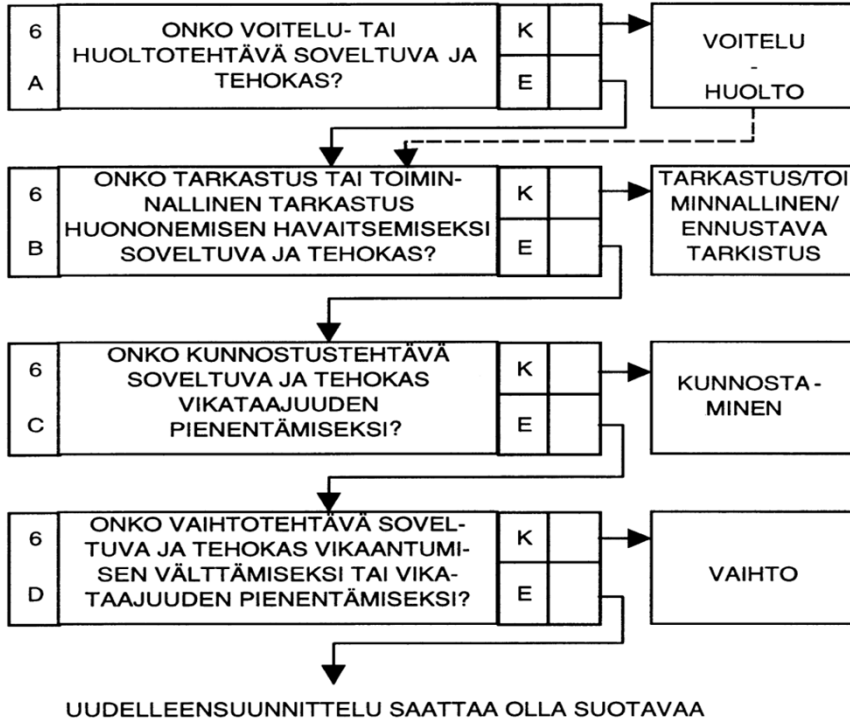 6
A
ONKO VOITELU- TAI
HUOLTOTEHTÄVÄ SOVELTUVA JA
TEHOKAS?
K
E
VOITELU
-
HUOLTO
6
B
ONKO TARKASTUS TAI TOIMIN-
NALLINEN TARKASTUS
HUONONEMISEN HAVAITSEMISEKSI
SOVELTUVA JA TEHOKAS?
K
E
TARKASTUS/TOI
MINNALLINEN/
ENNUSTAVA
TARKISTUS
6
C
ONKO KUNNOSTUSTEHTÄVÄ
SOVELTUVA JA TEHOKAS
VIKATAAJUUDEN
PIENENTÄMISEKSI?
K
E
KUNNOSTA -
MINEN
6
D
ONKO VAIHTOTEHTÄVÄ SOVEL-
TUVA JA TEHOKAS VIKAANTUMI-
SEN VÄLTTÄMISEKSI TAI VIKA-
TAAJUUDEN PIENENTÄMISEKSI?
K
E
VAIHTO
UUDELLEENSUUNNITTELU SAATTAA OLLA SUOTAVAA